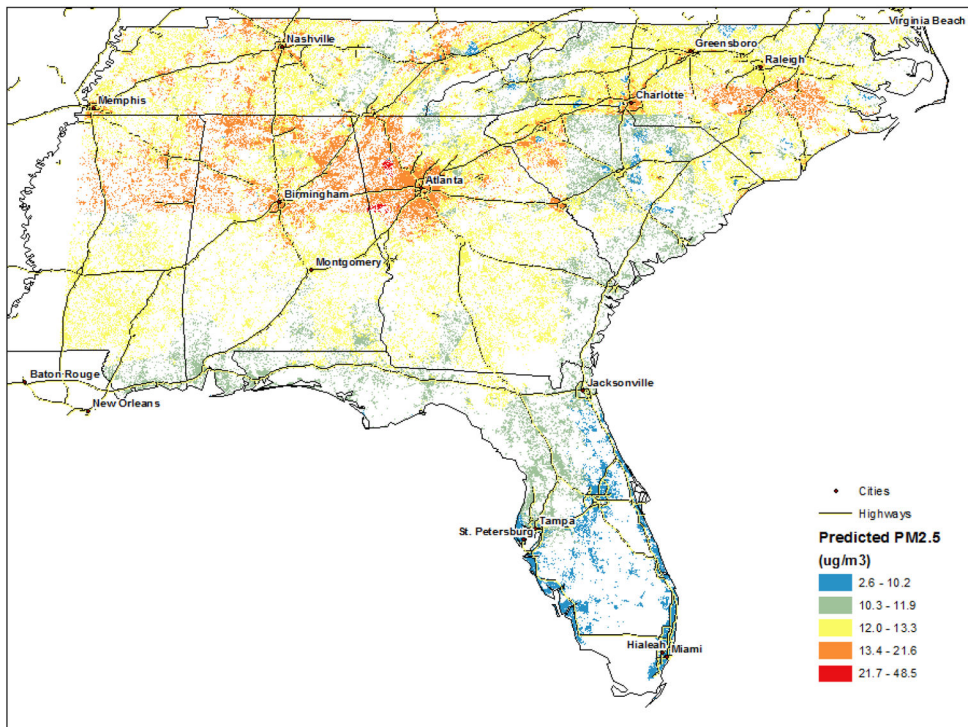 Virginia Beach
Nashville
Greensboro
Raleigh
Memphis
Charlotte
Atlanta
Birmingham
Montgomery
Baton Rouge
New Orleans
Jacksonville
Tampa
St. Petersburg
Hialeah
Miami
Cities
Highways
Predicted PM2.5
(ug/m3)
2.6 - 10.2
10.3 - 11.9
12.0 - 13.3
13.4 - 21.6
21.7 - 48.5